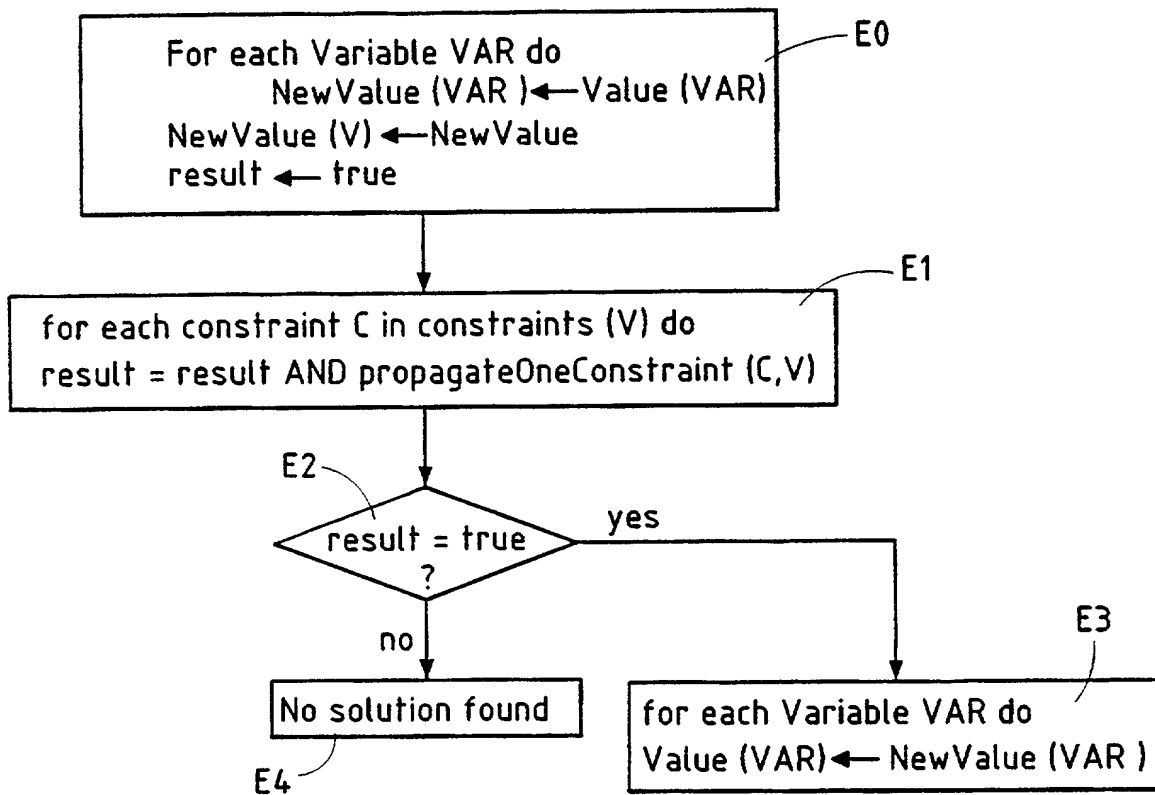 For each Variable VAR do
NewValue (VAR ) ← Value (VAR)
NewValue (V) ← NewValue
result ← true
E0
E1
for each constraint C in constraints (V) do
result = result AND propagateOneConstraint (C,V)
E2
result = true
?
yes
no
E3
No solution found
E4
for each Variable VAR do
Value (VAR) ← NewValue (VAR )